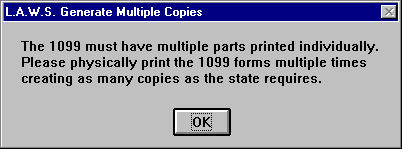 L.A.W.S. Generate Multiple Copies
The 1099 must have multiple parts printed individually.
Please physically print the 1099 forms multiple times
creating as many copies as the state requires.
OK